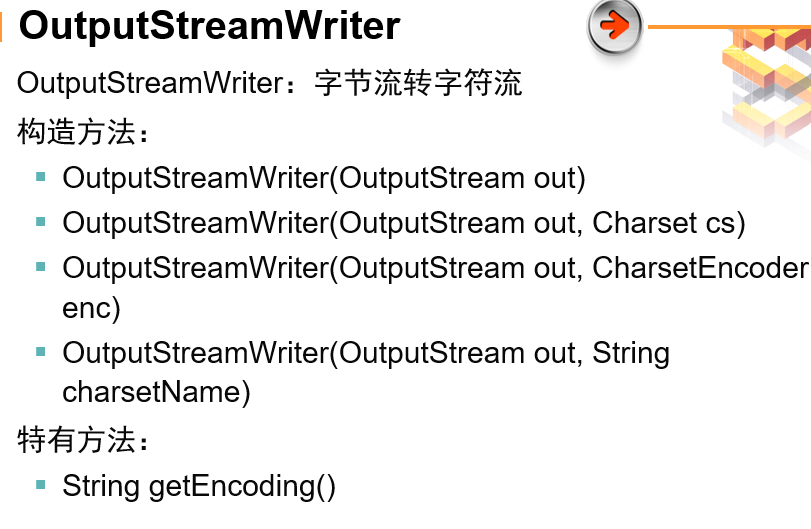 OutputStreamWriter
OutputStreamWriter：字节流转字符流
构造方法：
OutputStreamWriter(OutputStream out)
OutputStreamWriter(OutputStream out, Charset cs)
OutputStreamWriter(OutputStream out, CharsetEncoder
enc)
OutputStreamWriter(OutputStream out, String
charsetName)
特有方法：
String getEncoding()